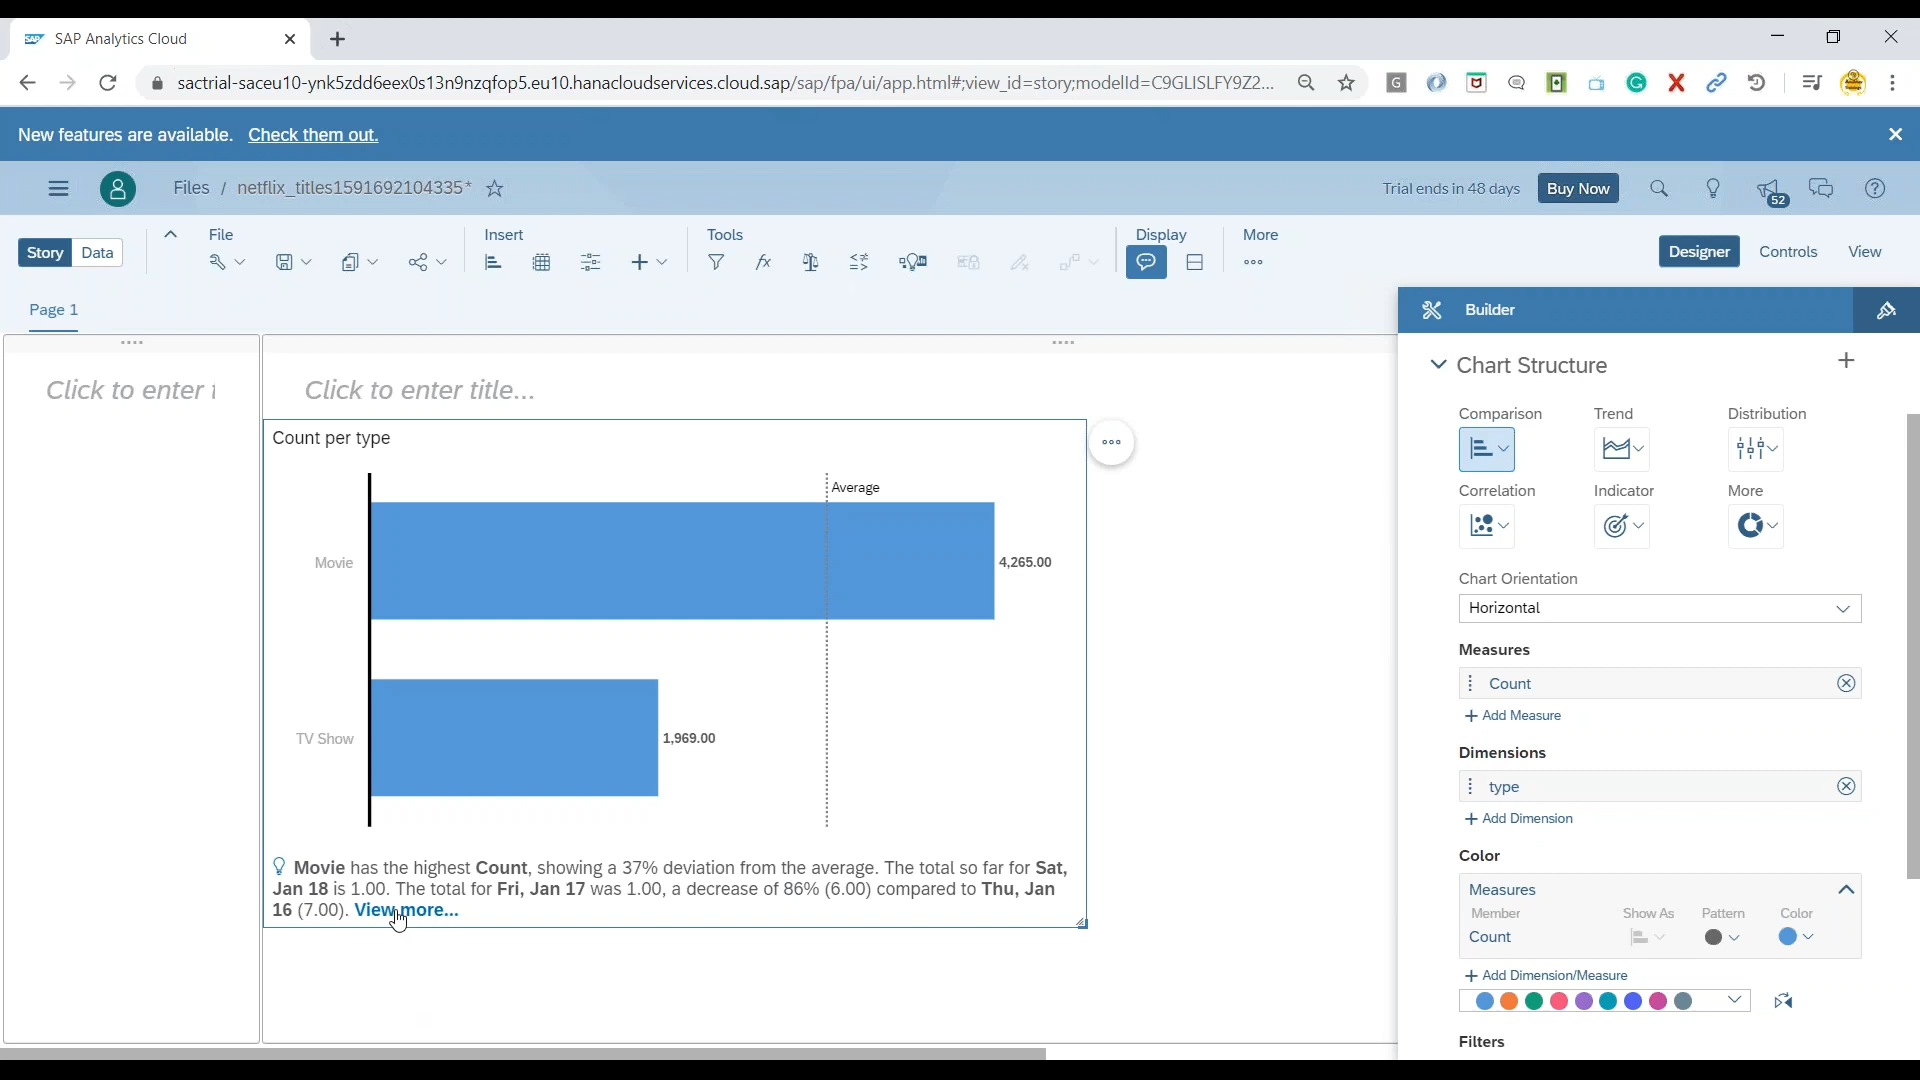 SAP Analytics Cloud
sactrial-saceu10-ynk5zdd6eex0s13n9nzqfop5.eu10.hanacloudservices.cloud.sap/sap/fpa/ui/app.html#;view_id=story;modelId=C9GLISLFY9Z2...
New features are available. Check them out.
Files / netflix_titles1591692104335*
Trial ends in 48 days Buy Now 52
Story Data
File Insert Tools Display More
Designer Controls View
Page 1
Builder
Click to enter t
Click to enter title...
Count per type
Average
Movie 4,265.00
TV Show 1,969.00
Movie has the highest Count, showing a 37% deviation from the average. The total so far for Sat,
Jan 18 is 1.00. The total for Fri, Jan 17 was 1.00, a decrease of 86% (6.00) compared to Thu, Jan
16 (7.00). View more...
Chart Structure
Comparison Trend Distribution
Correlation Indicator More
Chart Orientation
Horizontal
Measures
Count
+ Add Measure
Dimensions
type
+ Add Dimension
Color
Measures
Member Show As Pattern Color
Count
+ Add Dimension/Measure
Filters